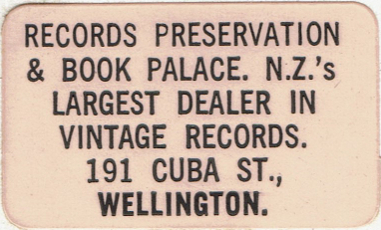 RECORDS PRESERVATION
& BOOK PALACE. N.Z.'s
LARGEST DEALER IN
VINTAGE RECORDS.
191 CUBA ST.,
WELLINGTON.